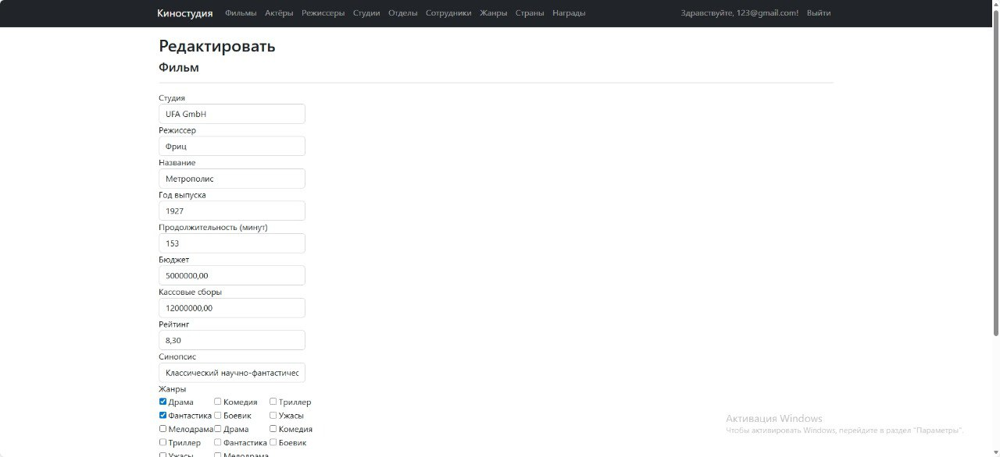 Киностудия Фильмы Актёры Режиссеры Студии Отделы Сотрудники Жанры Страны Награды Здравствуйте, 123@gmail.com! Выйти
Редактировать
Фильм
Студия
UFA GmbH
Режиссер
Фриц
Название
Метрополис
Год выпуска
1927
Продолжительность (минут)
153
Бюджет
5000000,00
Кассовые сборы
12000000,00
Рейтинг
8,30
Синопсис
Классический научно-фантастичес
Жанры
Драма Комедия Триллер
Фантастика Боевик Ужасы
Мелодрама Драма Комедия
Триллер Фантастика Боевик
Ужасы Мелодрама
Активация Windows
Чтобы активировать Windows, перейдите в раздел "Параметры".